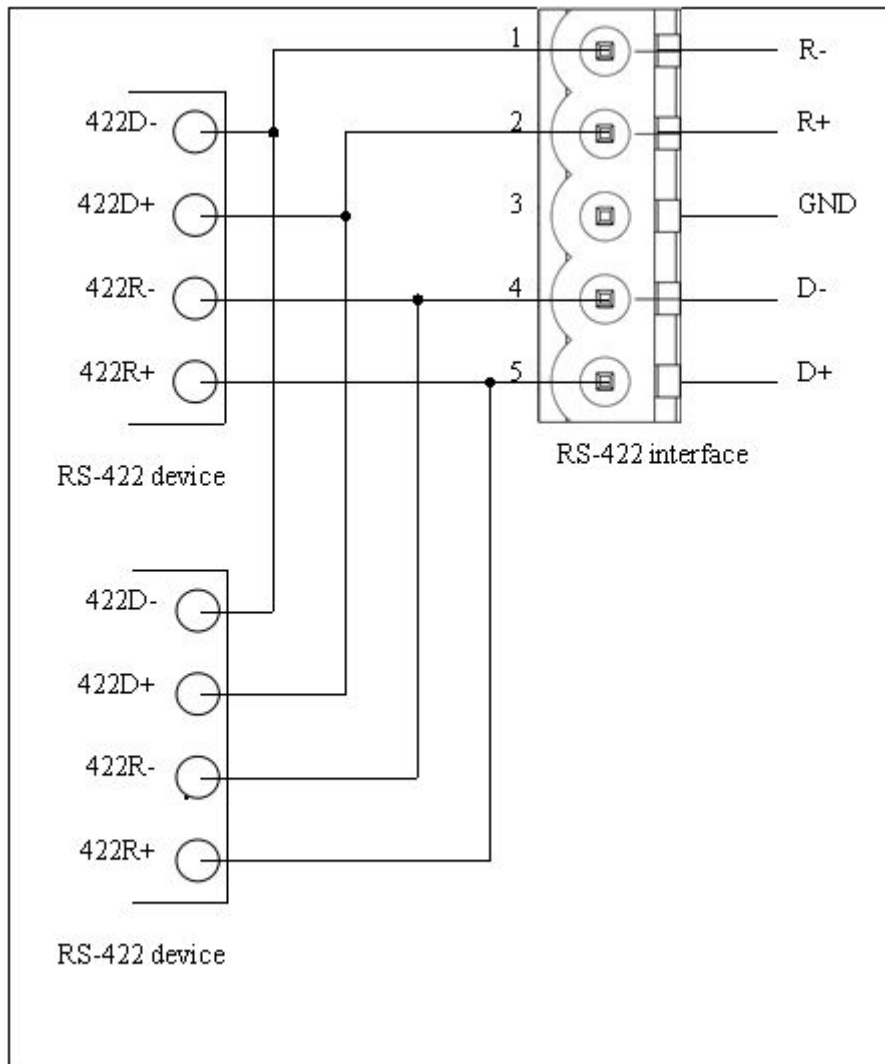 1
R-
422D-
2
R+
422D+
3
GND
422R-
4
D-
422R+
5
D+
RS-422 device
RS-422 interface
422D-
422D+
422R-
422R+
RS-422 device